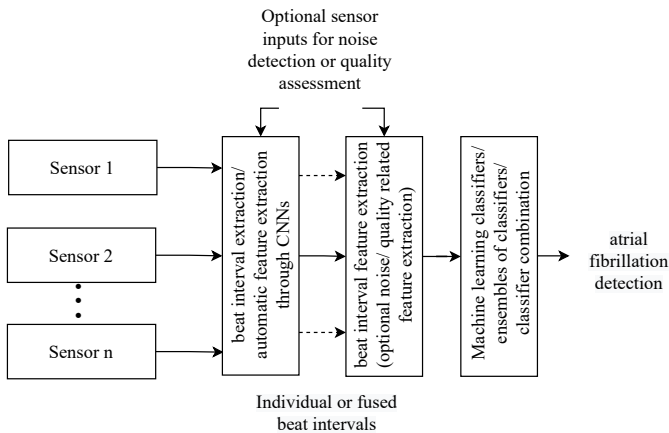 Optional sensor
inputs for noise
detection or quality
assessment
Sensor 1
Sensor 2
Sensor n
beat interval extraction/
automatic feature extraction
through CNNs
beat interval feature extraction
(optional noise/ quality related
feature extraction)
Machine learning classifiers/
ensembles of classifiers/
classifier combination
atrial
fibrillation
detection
Individual or fused
beat intervals